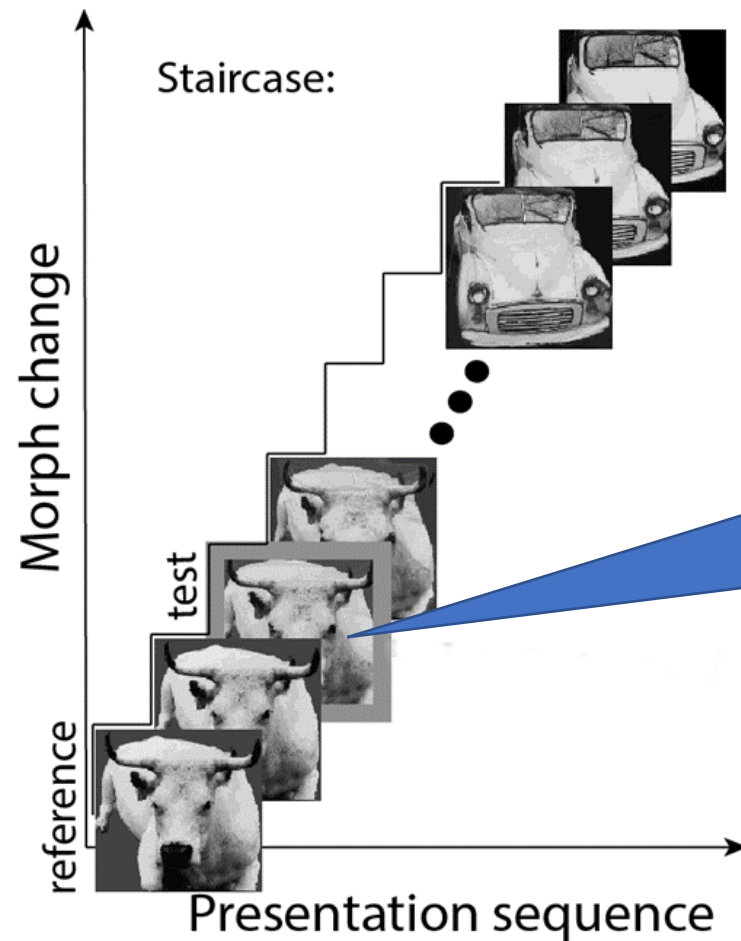 Staircase:
Morph change
test
reference
Presentation sequence